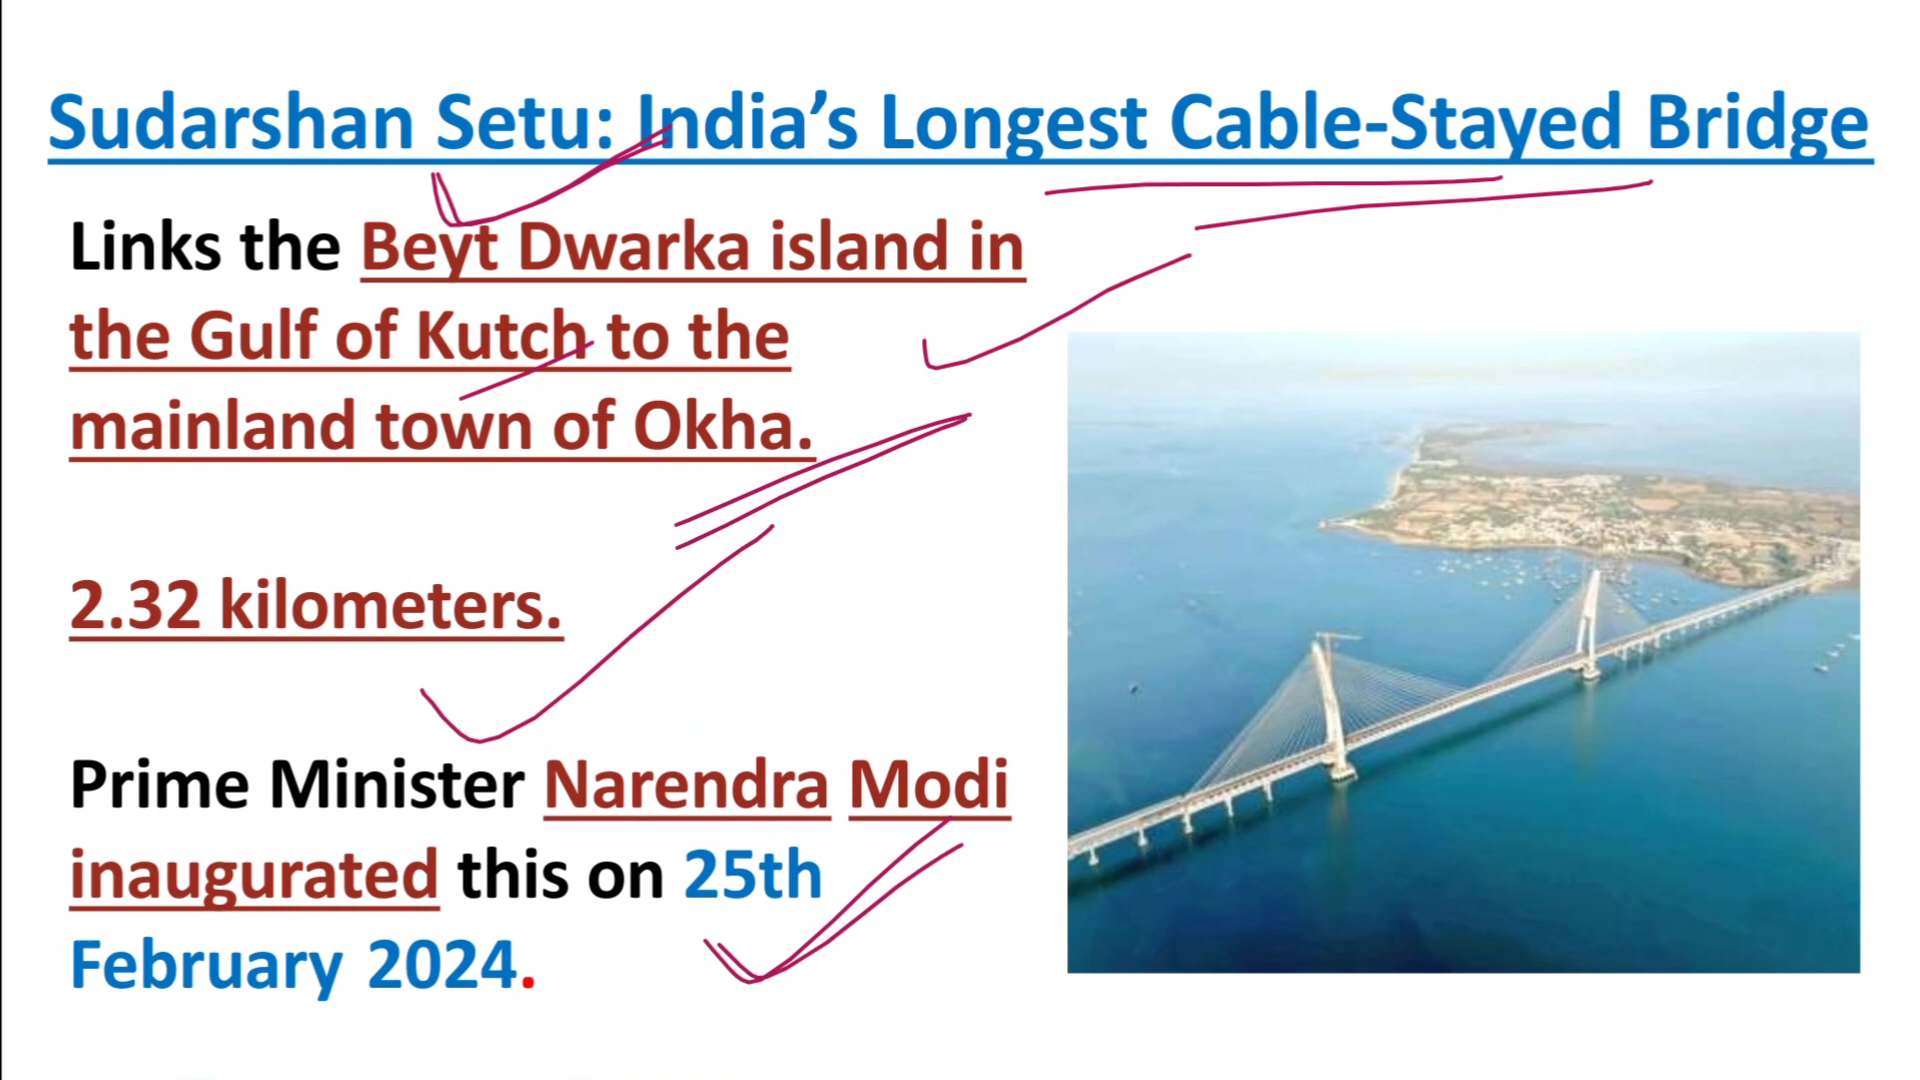 Sudarshan Setu: India’s Longest Cable-Stayed Bridge
Links the Beyt Dwarka island in
the Gulf of Kutch to the
mainland town of Okha.
2.32 kilometers.
Prime Minister Narendra Modi
inaugurated this on 25th
February 2024.